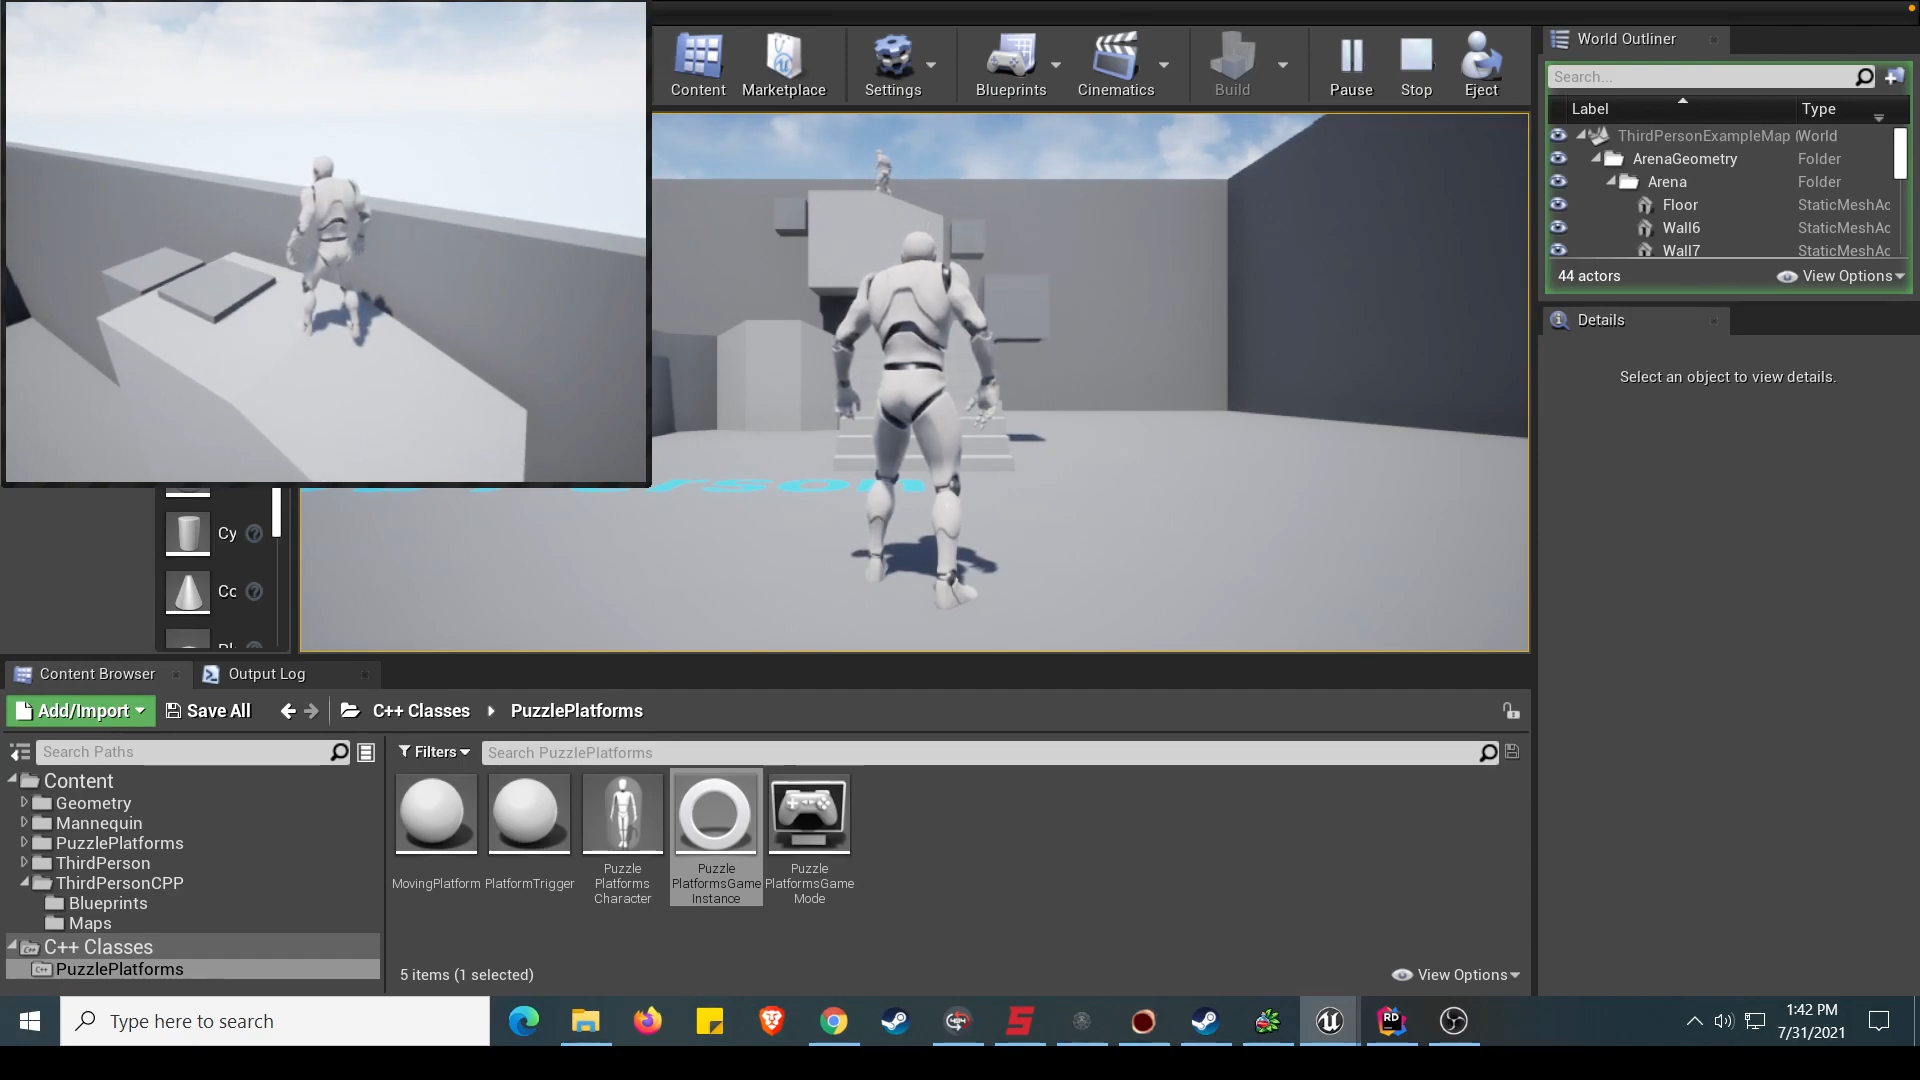 Content
Marketplace
Settings
Blueprints
Cinematics
Build
Pause
Stop
Eject
World Outliner
Search...
Label
Type
ThirdPersonExampleMap (World
ArenaGeometry Folder
Arena Folder
Floor StaticMeshAc
Wall6 StaticMeshAc
Wall7 StaticMeshAc
44 actors
View Options
Details
Select an object to view details.
Cy
Co
Content Browser
Output Log
Add/Import
Save All
C++ Classes
PuzzlePlatforms
Search Paths
Filters
Search PuzzlePlatforms
Content
Geometry
Mannequin
PuzzlePlatforms
ThirdPerson
ThirdPersonCPP
Blueprints
Maps
C++ Classes
PuzzlePlatforms
MovingPlatform
PlatformTrigger
Puzzle
Platforms
Character
Puzzle
PlatformsGame
Instance
Puzzle
PlatformsGame
Mode
5 items (1 selected)
View Options
Type here to search
RD
1:42 PM
7/31/2021